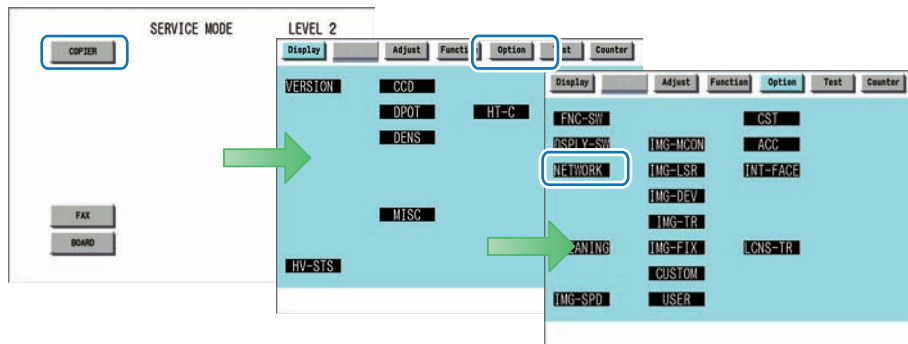 SERVICE MODE LEVEL 2
COPIER
FAX
BOARD
Display Adjust Option Counter
VERSION CCD
DPOT HT-C
DENS
MISC
HV-STS
Display Adjust Function Option Test Counter
FNC-SW CST
DSPLY-SW IMG-MCON ACC
NETWORK IMG-LSR INT-FACE
IMG-DEV
IMG-TR
IMG-FIX LCNS-TR
CUSTOM
IMG-SPD USER